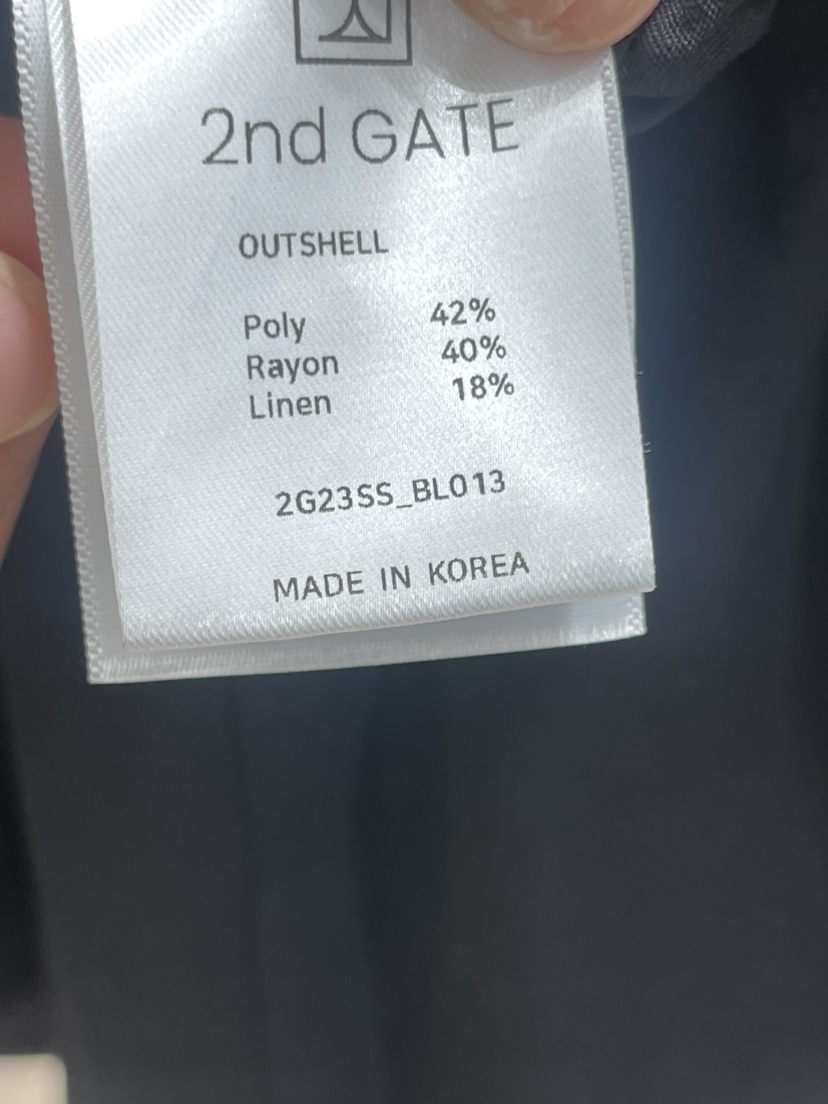 2nd GATE
OUTSHELL
Poly 42%
Rayon 40%
Linen 18%
2G23SS_BL013
MADE IN KOREA